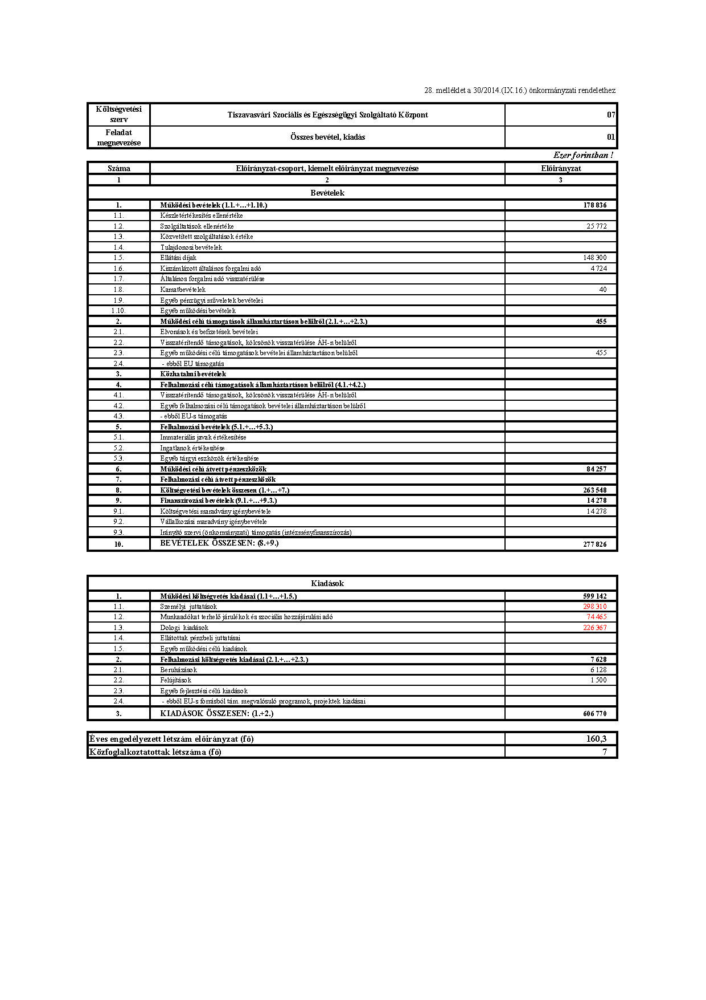 28. melléklet a 30/2014.(IX.16.) önkormányzati rendelethez
Költségvetési szerv Tiszavasvári Szociális és Egészségügyi Szolgáltató Központ 07
Feladat megnevezése Összes bevétel, kiadás 01
Ezer forintban !
Száma Előirányzat-csoport, kiemelt előirányzat megnevezése Előirányzat
1 2 3
Bevételek
1. Működési bevételek (1.1.+…+1.10.) 178 836
1.1. Készletértékesítés ellenértéke
1.2. Szolgáltatások ellenértéke 25 772
1.3. Közvetített szolgáltatások értéke
1.4. Tulajdonosi bevételek
1.5. Ellátási díjak 148 300
1.6. Kiszámlázott általános forgalmi adó 4 724
1.7. Általános forgalmi adó visszatérülése
1.8. Kamatbevételek 40
1.9. Egyéb pénzügyi műveletek bevételei
1.10. Egyéb működési bevételek
2. Működési célú támogatások államháztartáson belülről (2.1.+…+2.3.) 455
2.1. Elvonások és befizetések bevételei
2.2. Visszatérítendő támogatások, kölcsönök visszatérülése ÁH-n belülről
2.3. Egyéb működési célú támogatások bevételei államháztartáson belülről 455
2.4. - ebből EU támogatás
3. Közhatalmi bevételek
4. Felhalmozási célú támogatások államháztartáson belülről (4.1.+4.2.)
4.1. Visszatérítendő támogatások, kölcsönök visszatérülése ÁH-n belülről
4.2. Egyéb felhalmozási célú támogatások bevételei államháztartáson belülről
4.3. - ebből EU-s támogatás
5. Felhalmozási bevételek (5.1.+…+5.3.)
5.1. Immateriális javak értékesítése
5.2. Ingatlanok értékesítése
5.3. Egyéb tárgyi eszközök értékesítése
6. Működési célú átvett pénzeszközök 84 257
7. Felhalmozási célú átvett pénzeszközök
8. Költségvetési bevételek összesen (1.+…+7.) 263 548
9. Finanszírozási bevételek (9.1.+…+9.3.) 14 278
9.1. Költségvetési maradvány igénybevétele 14 278
9.2. Vállalkozási maradvány igénybevétele
9.3. Irányító szervi (önkormányzati) támogatás (intézményfinanszírozás)
10. BEVÉTELEK ÖSSZESEN: (8.+9.) 277 826
Kiadások
1. Működési költségvetés kiadásai (1.1+…+1.5.) 599 142
1.1. Személyi juttatások 298 310
1.2. Munkaadókat terhelő járulékok és szociális hozzájárulási adó 74 465
1.3. Dologi kiadások 226 367
1.4. Ellátottak pénzbeli juttatásai
1.5. Egyéb működési célú kiadások
2. Felhalmozási költségvetés kiadásai (2.1.+…+2.3.) 7 628
2.1. Beruházások 6 128
2.2. Felújítások 1 500
2.3. Egyéb fejlesztési célú kiadások
2.4. - ebből EU-s forrásból tám. megvalósuló programok, projektek kiadásai
3. KIADÁSOK ÖSSZESEN: (1.+2.) 606 770
Éves engedélyezett létszám előirányzat (fő) 160,3
Közfoglalkoztatottak létszáma (fő) 7